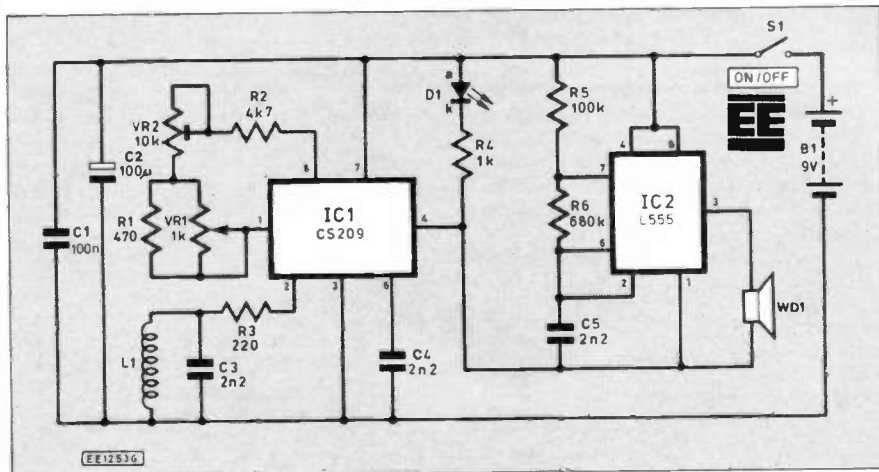 S1
ON/OFF
EE
B1
9V
+
D1
a
k
R2
4k7
VR2
10k
C2
100µ
R1
470
VR1
1k
C1
100n
8
7
1
IC1
CS209
4
2
3
6
R3
220
L1
C3
2n2
C4
2n2
R4
1k
R5
100k
R6
680k
7
6
2
4
8
IC2
L555
3
1
C5
2n2
WD1
EE1253G